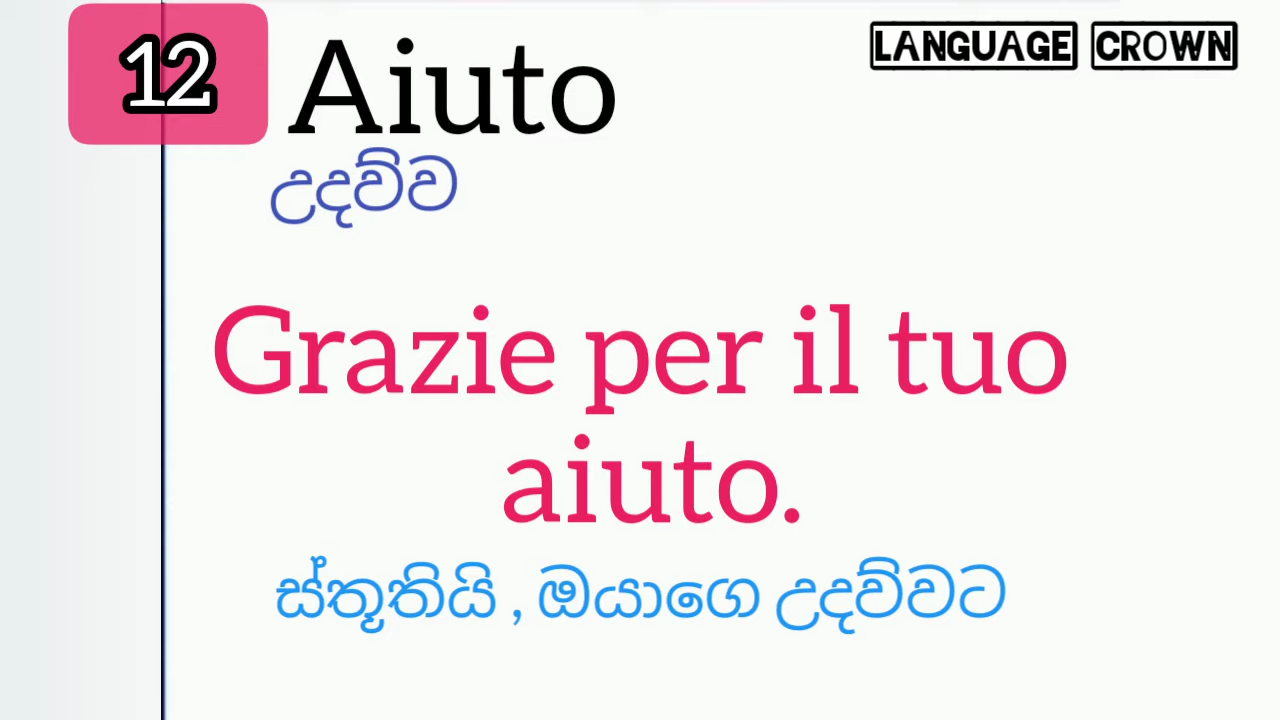 12
Aiuto
LANGUAGE CROWN
උදව්ව
Grazie per il tuo
aiuto.
ස්තූතියි , ඔයාගෙ උදව්වට